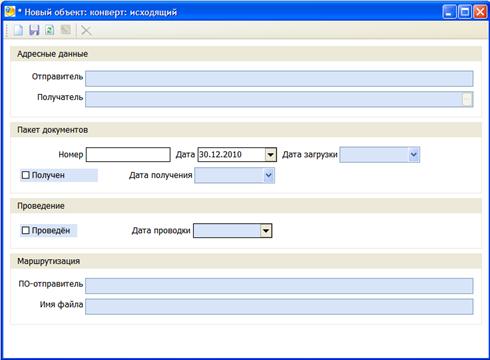 * Новый объект: конверт: исходящий
Адресные данные
Отправитель
Получатель
Пакет документов
Номер Дата 30.12.2010 Дата загрузки
Получен Дата получения
Проведение
Проведён Дата проводки
Маршрутизация
ПО-отправитель
Имя файла